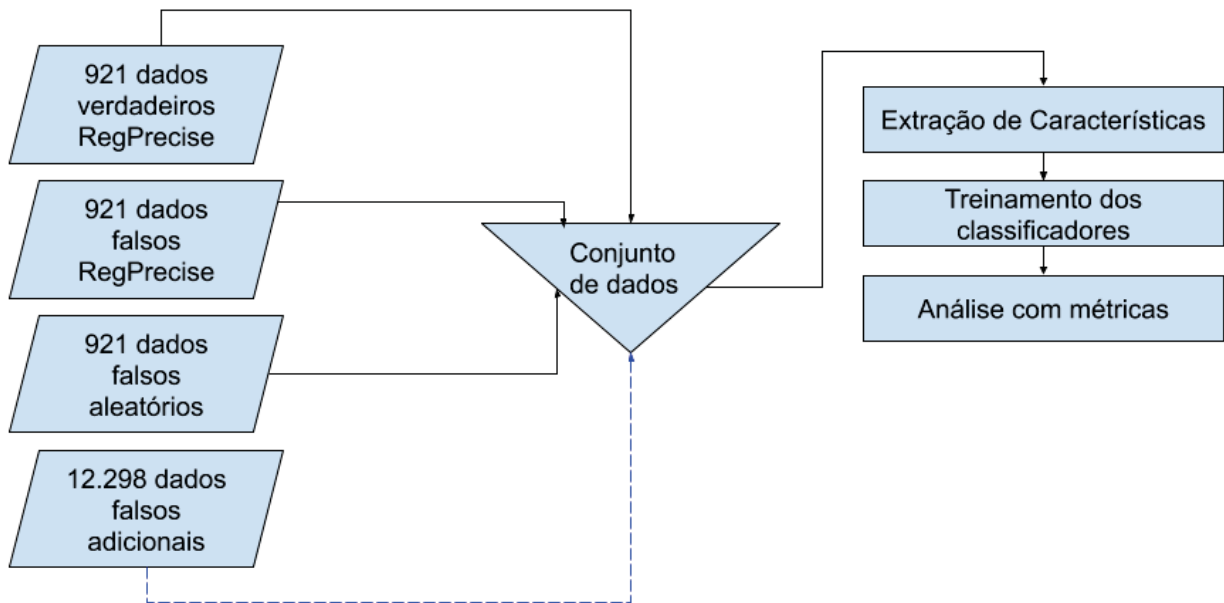 921 dados
verdadeiros
RegPrecise
921 dados
falsos
RegPrecise
921 dados
falsos
aleatórios
12.298 dados
falsos
adicionais
Conjunto
de dados
Extração de Características
Treinamento dos
classificadores
Análise com métricas